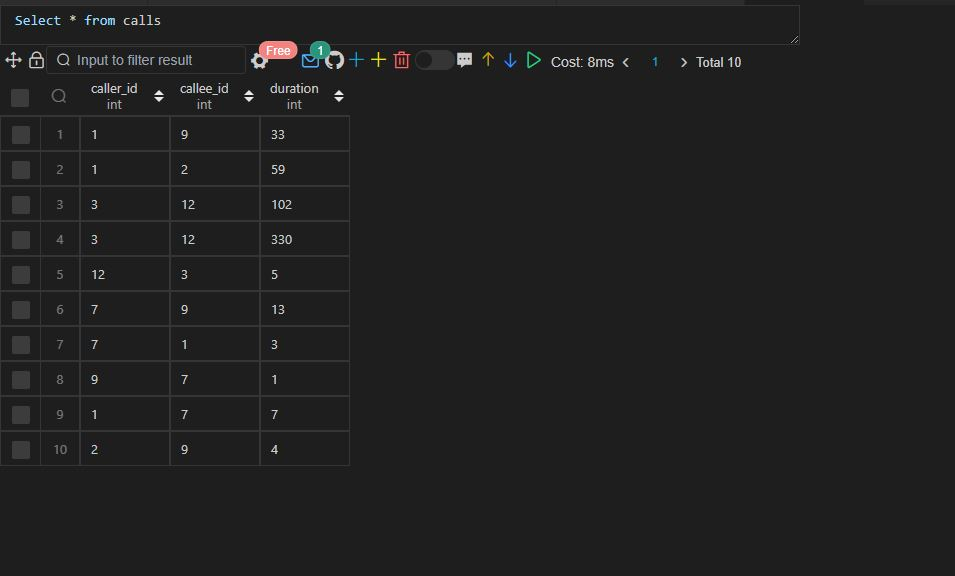 Select * from calls
Input to filter result Free 1 Cost: 8ms 1 Total 10
caller_id callee_id duration
int int int
1 1 9 33
2 1 2 59
3 3 12 102
4 3 12 330
5 12 3 5
6 7 9 13
7 7 1 3
8 9 7 1
9 1 7 7
10 2 9 4